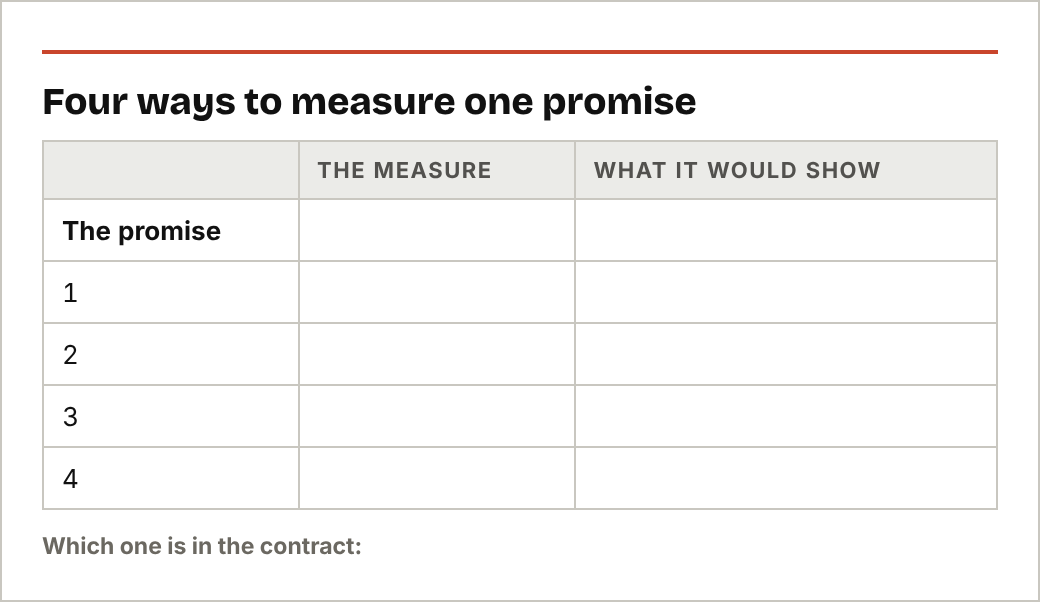 Four ways to measure one promise
THE MEASURE WHAT IT WOULD SHOW
The promise
1
2
3
4
Which one is in the contract: